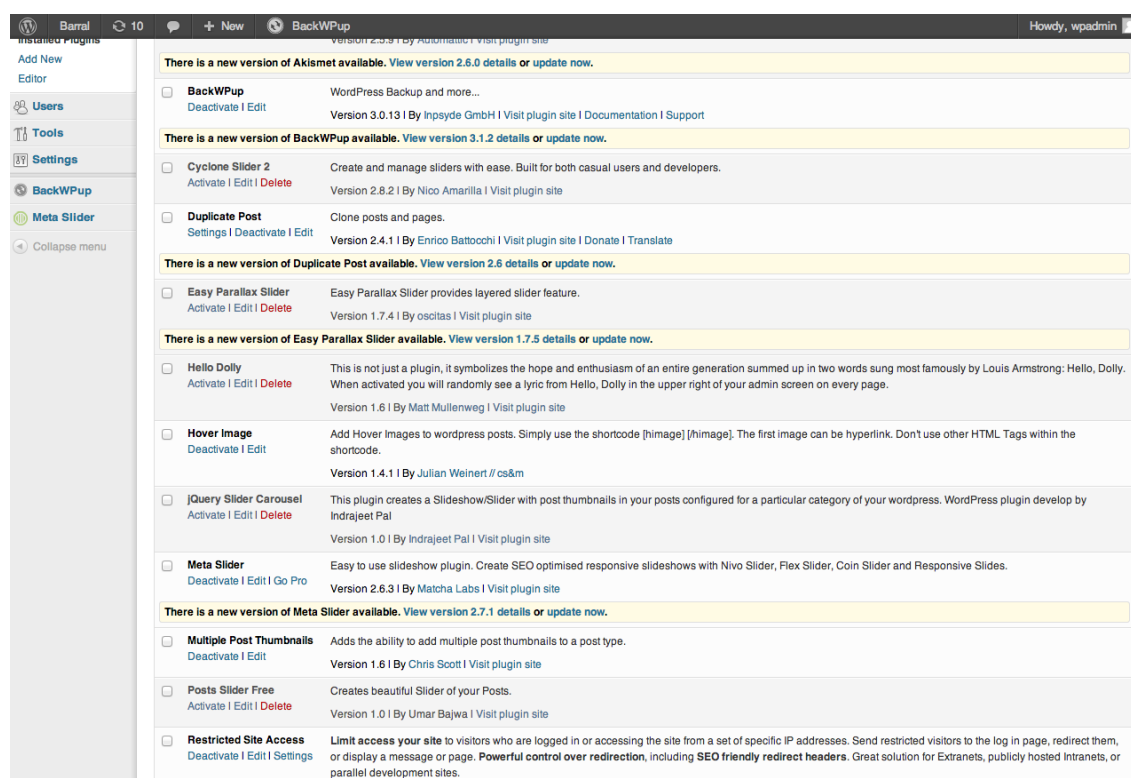 Barral 10 + New BackWPup Howdy, wpadmin
Installed Plugins
Add New
Editor
Users
Tools
Settings
BackWPup
Meta Slider
Collapse menu
Version 2.5.9 | By Automattic | Visit plugin site
There is a new version of Akismet available. View version 2.6.0 details or update now.
BackWPup
Deactivate | Edit
WordPress Backup and more...
Version 3.0.13 | By Inpsyde GmbH | Visit plugin site | Documentation | Support
There is a new version of BackWPup available. View version 3.1.2 details or update now.
Cyclone Slider 2
Activate | Edit | Delete
Create and manage sliders with ease. Built for both casual users and developers.
Version 2.8.2 | By Nico Amarilla | Visit plugin site
Duplicate Post
Settings | Deactivate | Edit
Clone posts and pages.
Version 2.4.1 | By Enrico Battocchi | Visit plugin site | Donate | Translate
There is a new version of Duplicate Post available. View version 2.6 details or update now.
Easy Parallax Slider
Activate | Edit | Delete
Easy Parallax Slider provides layered slider feature.
Version 1.7.4 | By oscitas | Visit plugin site
There is a new version of Easy Parallax Slider available. View version 1.7.5 details or update now.
Hello Dolly
Activate | Edit | Delete
This is not just a plugin, it symbolizes the hope and enthusiasm of an entire generation summed up in two words sung most famously by Louis Armstrong: Hello, Dolly.
When activated you will randomly see a lyric from Hello, Dolly in the upper right of your admin screen on every page.
Version 1.6 | By Matt Mullenweg | Visit plugin site
Hover Image
Deactivate | Edit
Add Hover Images to wordpress posts. Simply use the shortcode [himage] [/himage]. The first image can be hyperlink. Don't use other HTML Tags within the
shortcode.
Version 1.4.1 | By Julian Weinert // cs&m
jQuery Slider Carousel
Activate | Edit | Delete
This plugin creates a Slideshow/Slider with post thumbnails in your posts configured for a particular category of your wordpress. WordPress plugin develop by
Indrajeet Pal
Version 1.0 | By Indrajeet Pal | Visit plugin site
Meta Slider
Deactivate | Edit | Go Pro
Easy to use slideshow plugin. Create SEO optimised responsive slideshows with Nivo Slider, Flex Slider, Coin Slider and Responsive Slides.
Version 2.6.3 | By Matcha Labs | Visit plugin site
There is a new version of Meta Slider available. View version 2.7.1 details or update now.
Multiple Post Thumbnails
Deactivate | Edit
Adds the ability to add multiple post thumbnails to a post type.
Version 1.6 | By Chris Scott | Visit plugin site
Posts Slider Free
Activate | Edit | Delete
Creates beautiful Slider of your Posts.
Version 1.0 | By Umar Bajwa | Visit plugin site
Restricted Site Access
Deactivate | Edit | Settings
Limit access your site to visitors who are logged in or accessing the site from a set of specific IP addresses. Send restricted visitors to the log in page, redirect them,
or display a message or page. Powerful control over redirection, including SEO friendly redirect headers. Great solution for Extranets, publicly hosted Intranets, or
parallel development sites.